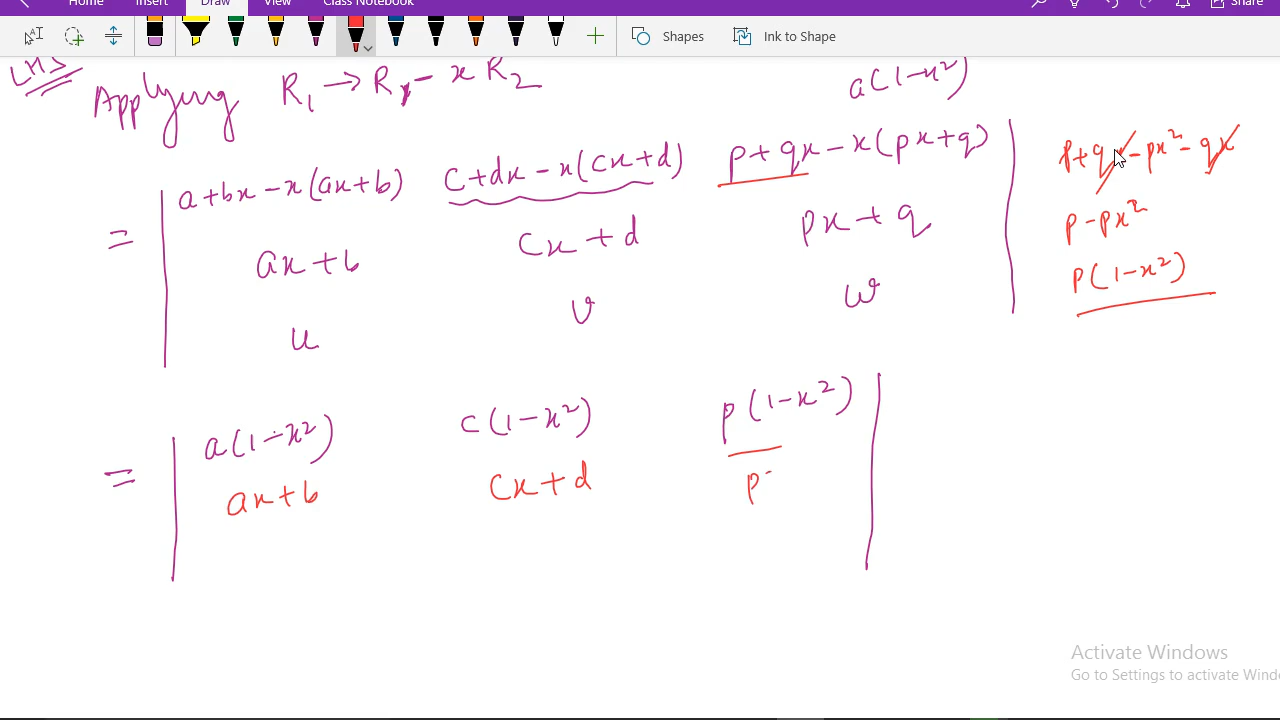 Home Insert Draw View Class Notebook Share
Shapes Ink to Shape
LHS
Applying R₁ → R₁ - x R₂
a(1-x²)
= | a+bx-x(ax+b) c+dx-x(cx+d) p+qx-x(px+q) | p+qx-px²-qx
ax+b cx+d px+q p-px²
u v w p(1-x²)
= | a(1-x²) c(1-x²) p(1-x²) |
ax+b cx+d p
Activate Windows
Go to Settings to activate Wind